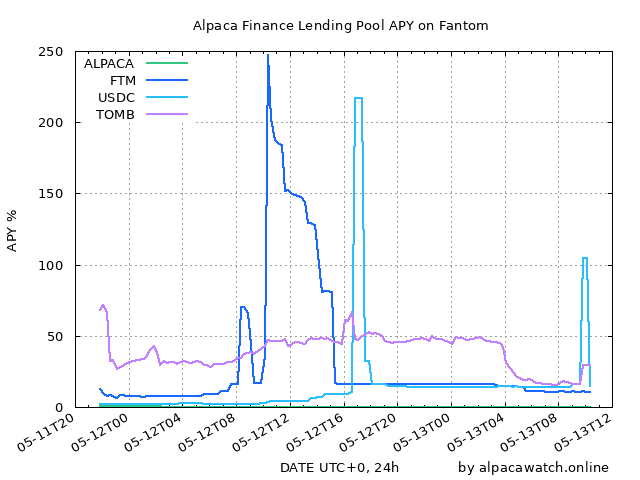 Alpaca Finance Lending Pool APY on Fantom
ALPACA
FTM
USDC
TOMB
250
200
150
100
50
0
APY %
05-11T20
05-12T00
05-12T04
05-12T08
05-12T12
05-12T16
05-12T20
05-13T00
05-13T04
05-13T08
05-13T12
DATE UTC+0, 24h
by alpacawatch.online